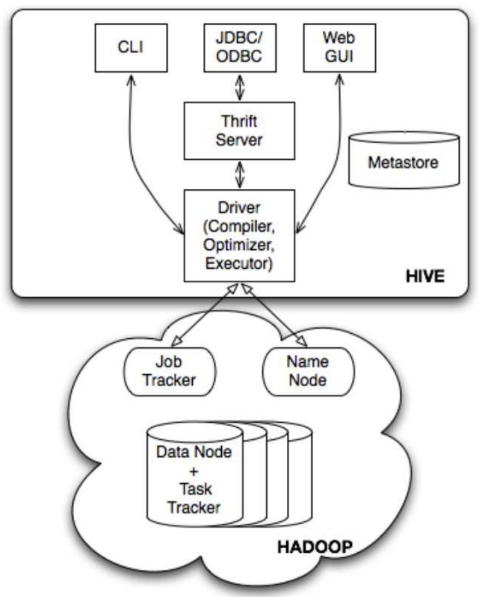 CLI
JDBC/
ODBC
Web
GUI
Thrift
Server
Metastore
Driver
(Compiler,
Optimizer,
Executor)
HIVE
Job
Tracker
Name
Node
Data Node
+
Task
Tracker
HADOOP